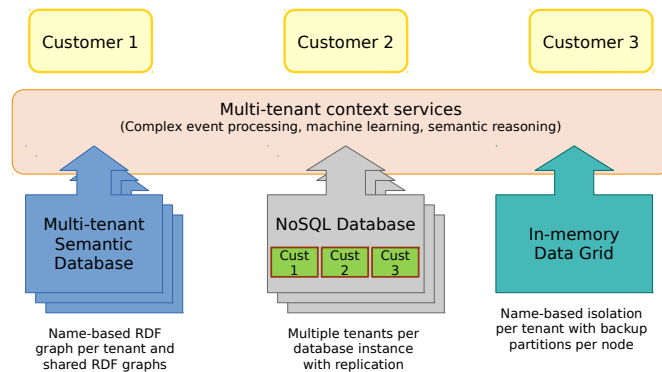 Customer 1
Customer 2
Customer 3
Multi-tenant context services
(Complex event processing, machine learning, semantic reasoning)
Multi-tenant
Semantic
Database
NoSQL Database
Cust
1
Cust
2
Cust
3
In-memory
Data Grid
Name-based RDF
graph per tenant and
shared RDF graphs
Multiple tenants per
database instance
with replication
Name-based isolation
per tenant with backup
partitions per node